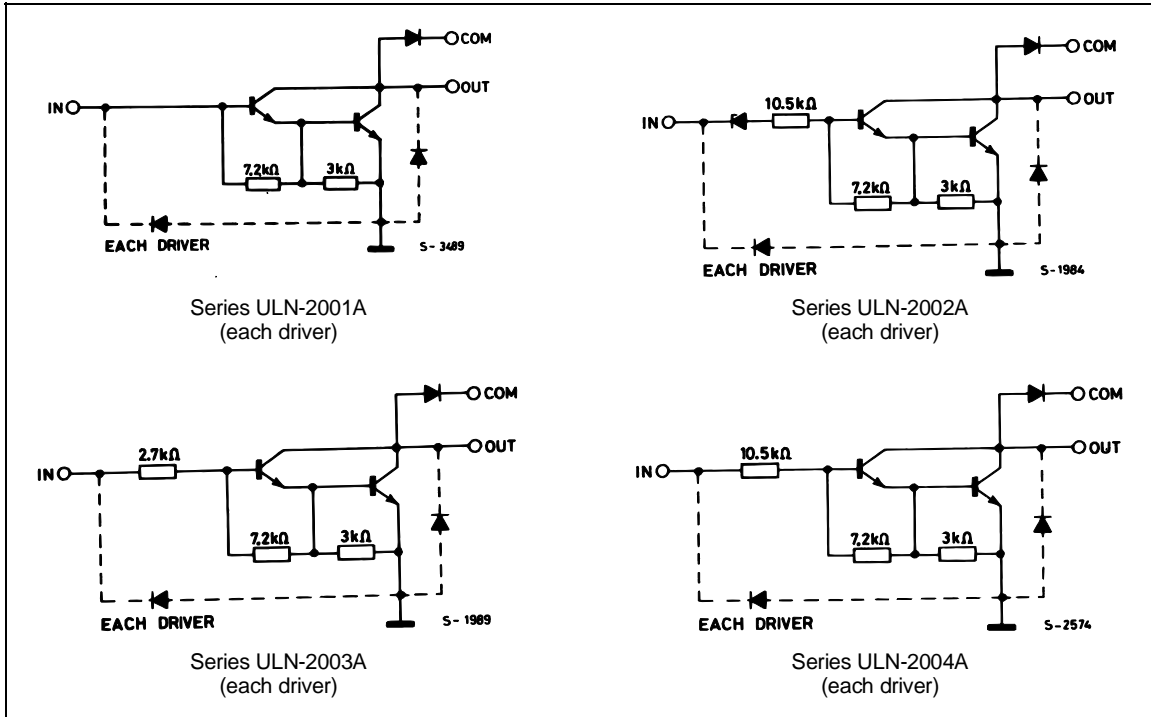 COM
OUT
IN
7.2kΩ
3kΩ
EACH DRIVER
S-3489
Series ULN-2001A
(each driver)
COM
OUT
IN
10.5kΩ
7.2kΩ
3kΩ
EACH DRIVER
S-1984
Series ULN-2002A
(each driver)
COM
OUT
IN
2.7kΩ
7.2kΩ
3kΩ
EACH DRIVER
S-1989
Series ULN-2003A
(each driver)
COM
OUT
IN
10.5kΩ
7.2kΩ
3kΩ
EACH DRIVER
S-2574
Series ULN-2004A
(each driver)